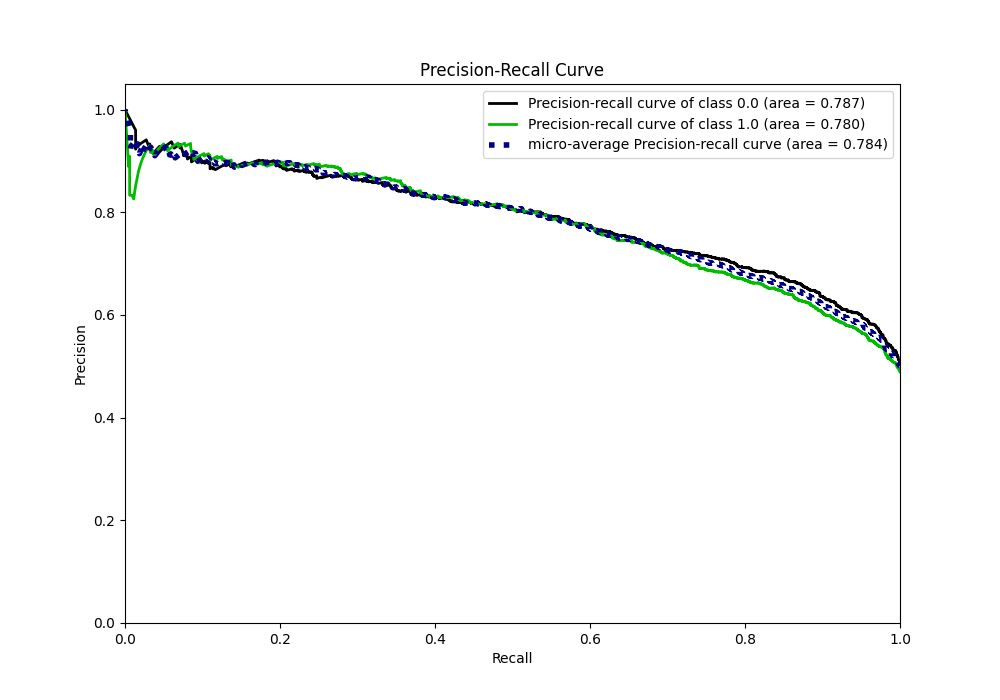 Precision-Recall Curve
Precision-recall curve of class 0.0 (area = 0.787)
Precision-recall curve of class 1.0 (area = 0.780)
micro-average Precision-recall curve (area = 0.784)
1.0
0.8
0.6
0.4
0.2
0.0
Precision
0.0 0.2 0.4 0.6 0.8 1.0
Recall